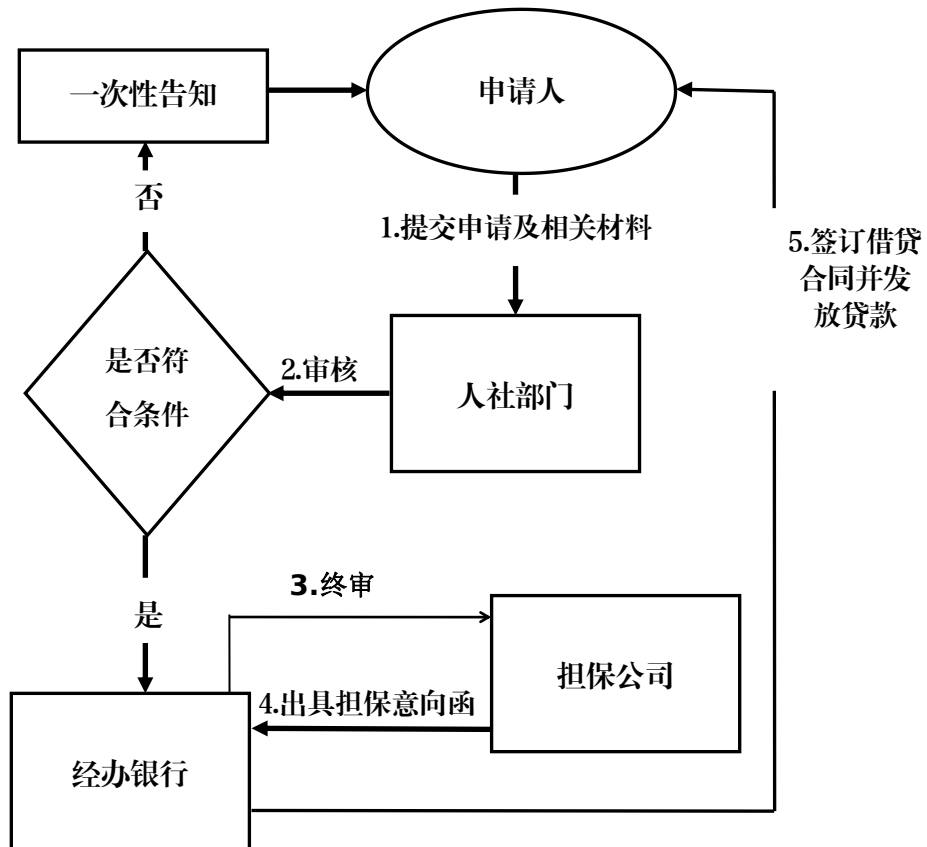 一次性告知
申请人
否
1.提交申请及相关材料
5.签订借贷
合同并发
放贷款
是否符
合条件
2.审核
人社部门
3.终审
是
担保公司
4.出具担保意向函
经办银行